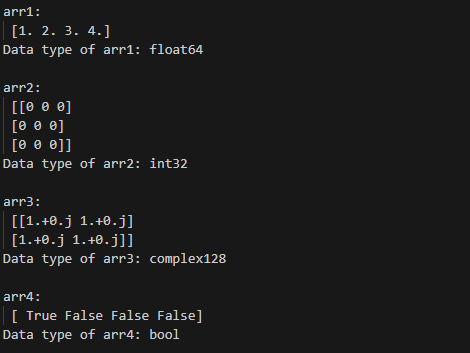 arr1:
[1. 2. 3. 4.]
Data type of arr1: float64
arr2:
[[0 0 0]
[0 0 0]
[0 0 0]]
Data type of arr2: int32
arr3:
[[1.+0.j 1.+0.j]
[1.+0.j 1.+0.j]]
Data type of arr3: complex128
arr4:
[ True False False False]
Data type of arr4: bool